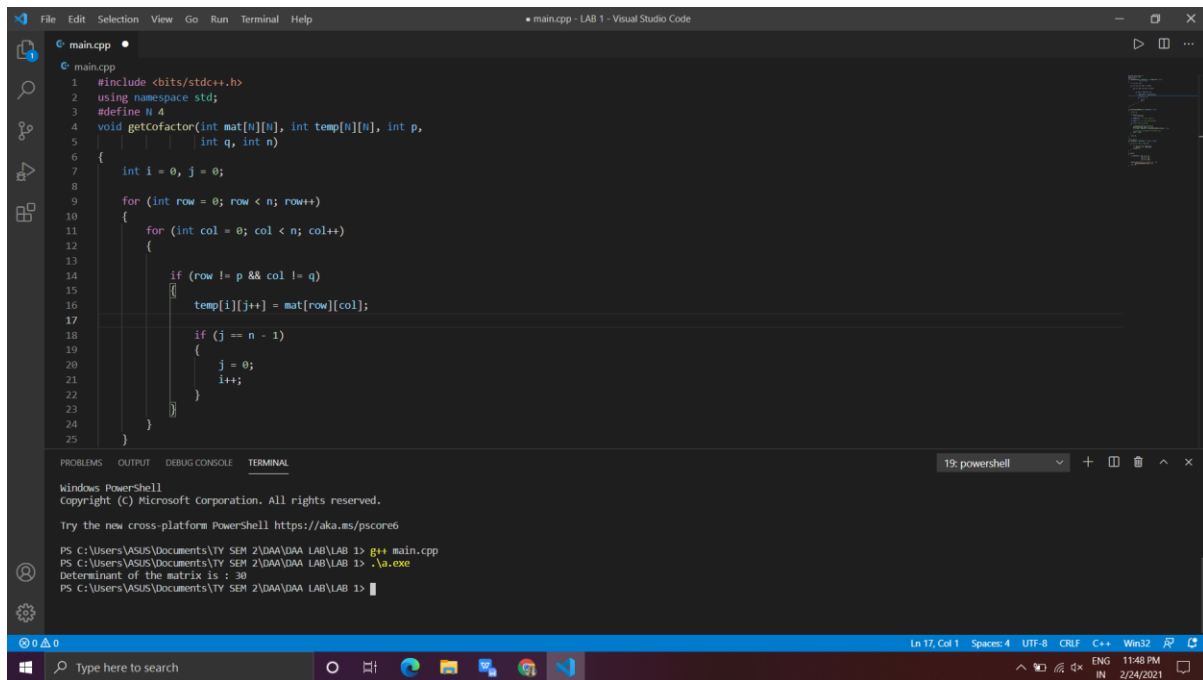 File Edit Selection View Go Run Terminal Help
● main.cpp - LAB 1 - Visual Studio Code
main.cpp ●
main.cpp
1 #include <bits/stdc++.h>
2 using namespace std;
3 #define N 4
4 void getCofactor(int mat[N][N], int temp[N][N], int p,
5 int q, int n)
6 {
7 int i = 0, j = 0;
8
9 for (int row = 0; row < n; row++)
10 {
11 for (int col = 0; col < n; col++)
12 {
13
14 if (row != p && col != q)
15 {
16 temp[i][j++] = mat[row][col];
17
18 if (j == n - 1)
19 {
20 j = 0;
21 i++;
22 }
23 }
24 }
25 }
1
PROBLEMS OUTPUT DEBUG CONSOLE TERMINAL
19: powershell
Windows PowerShell
Copyright (C) Microsoft Corporation. All rights reserved.
Try the new cross-platform PowerShell https://aka.ms/pscore6
PS C:\Users\ASUS\Documents\TY SEM 2\DAA\DAA LAB\LAB 1> g++ main.cpp
PS C:\Users\ASUS\Documents\TY SEM 2\DAA\DAA LAB\LAB 1> .\a.exe
Determinant of the matrix is : 30
PS C:\Users\ASUS\Documents\TY SEM 2\DAA\DAA LAB\LAB 1>
0 0
Ln 17, Col 1 Spaces: 4 UTF-8 CRLF C++ Win32
Type here to search
ENG 11:48 PM
IN 2/24/2021